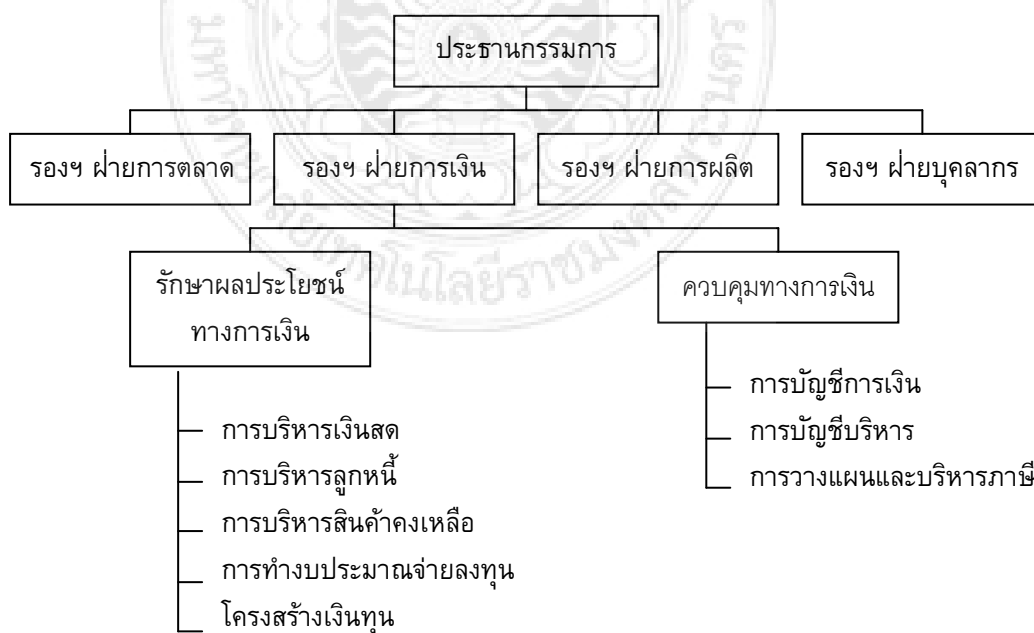 ประธานกรรมการ
รองฯ ฝ่ายการตลาด
รองฯ ฝ่ายการเงิน
รองฯ ฝ่ายการผลิต
รองฯ ฝ่ายบุคลากร
รักษาผลประโยชน์
ทางการเงิน
ควบคุมทางการเงิน
การบริหารเงินสด
การบริหารลูกหนี้
การบริหารสินค้าคงเหลือ
การทำงบประมาณจ่ายลงทุน
โครงสร้างเงินทุน
การบัญชีการเงิน
การบัญชีบริหาร
การวางแผนและบริหารภาษี